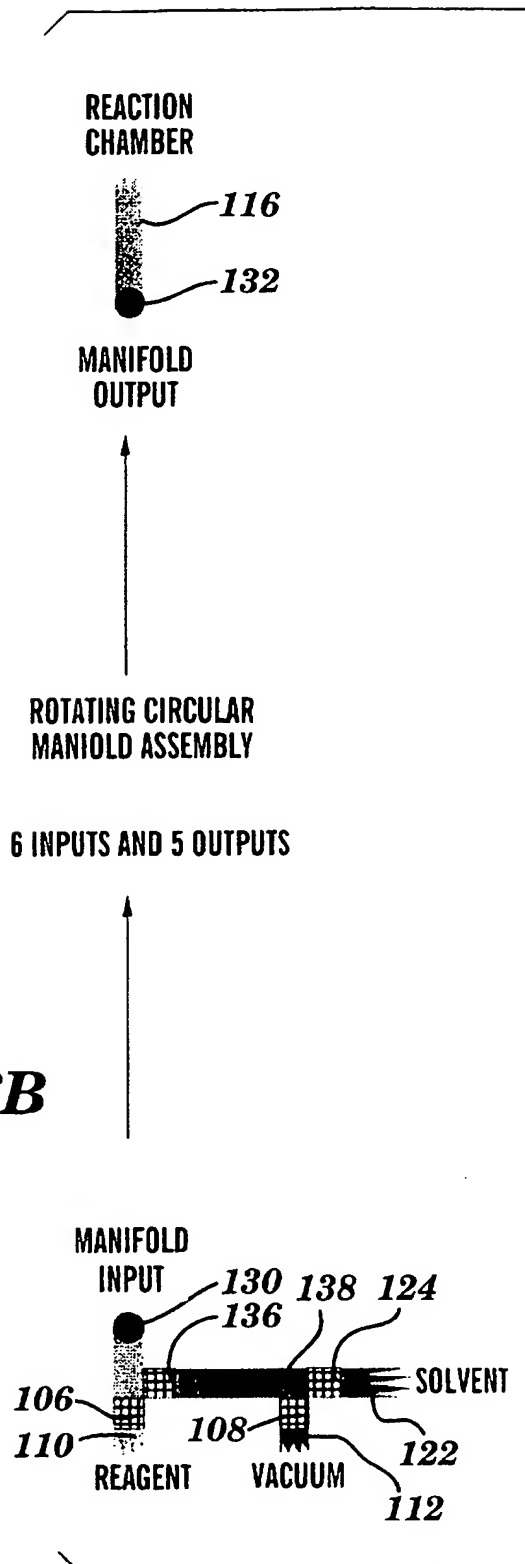 REACTION
CHAMBER
116
132
MANIFOLD
OUTPUT
ROTATING CIRCULAR
MANIOLD ASSEMBLY
6 INPUTS AND 5 OUTPUTS
B
MANIFOLD
INPUT
130
138
124
136
SOLVENT
106
108
122
110
REAGENT
VACUUM
112